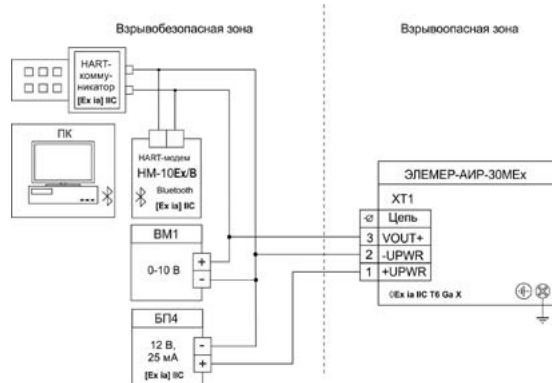 Взрывобезопасная зона
Взрывоопасная зона
HART-
комму-
никатор
[Ex ia] IIC
ПК
HART-модем
HM-10Ex/B
Bluetooth
[Ex ia] IIC
ЭЛЕМЕР-АИР-30МЕх
XT1
Ø Цепь
3 VOUT+
2 -UPWR
1 +UPWR
0Ex ia IIC T6 Ga X
BM1
0-10 В
+
-
БП4
12 В,
25 мА
[Ex ia] IIC
-
+